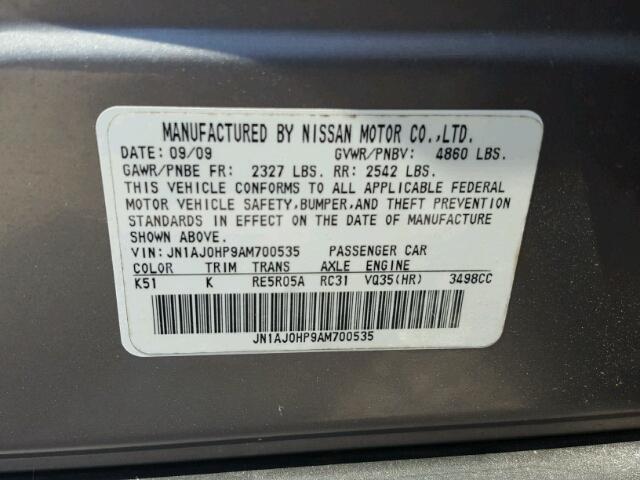 MANUFACTURED BY NISSAN MOTOR CO.,LTD.
DATE: 09/09 GVWR/PNBV: 4860 LBS.
GAWR/PNBE FR: 2327 LBS. RR: 2542 LBS.
THIS VEHICLE CONFORMS TO ALL APPLICABLE FEDERAL
MOTOR VEHICLE SAFETY,BUMPER,AND THEFT PREVENTION
STANDARDS IN EFFECT ON THE DATE OF MANUFACTURE
SHOWN ABOVE.
VIN: JN1AJ0HP9AM700535 PASSENGER CAR
COLOR TRIM TRANS AXLE ENGINE
K51 K RE5R05A RC31 VQ35(HR) 3498CC
JN1AJ0HP9AM700535